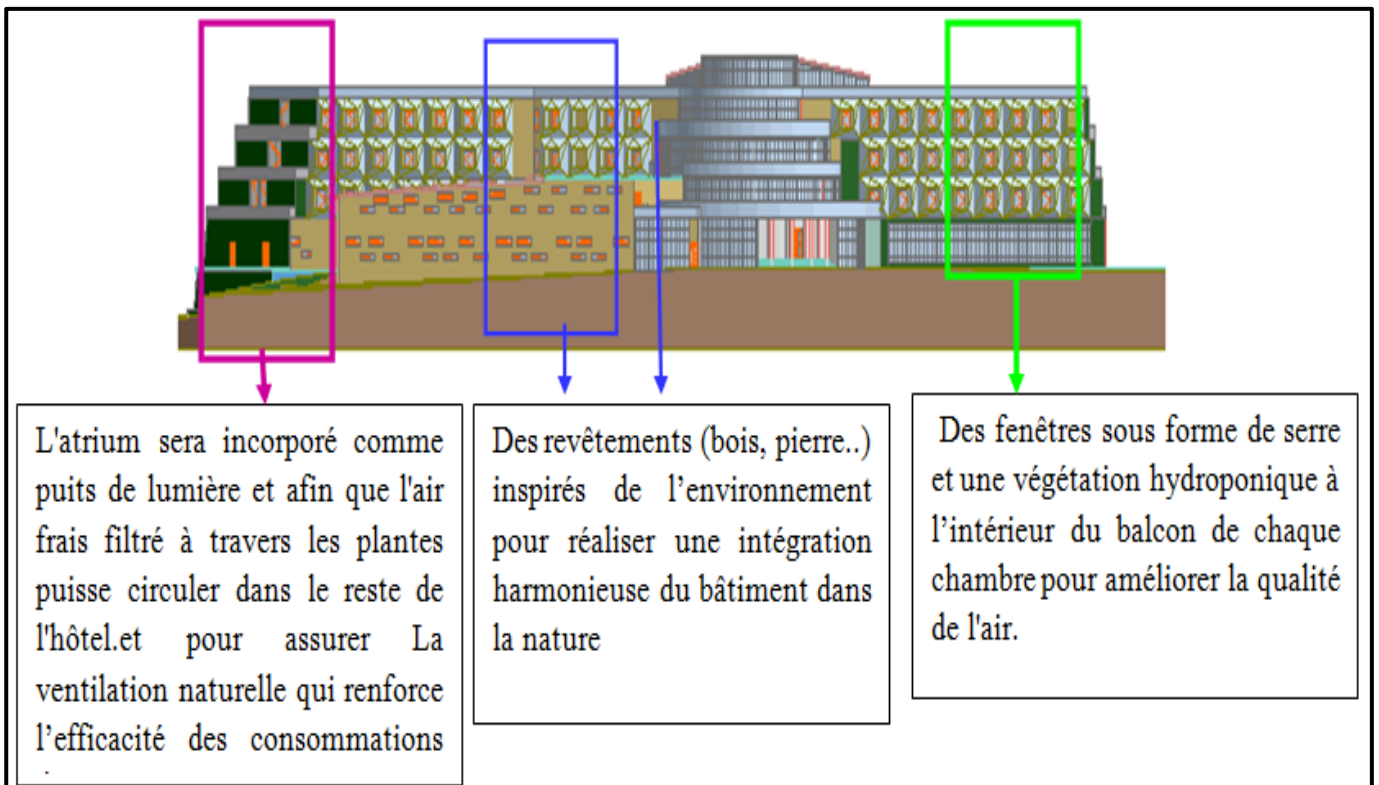 L'atrium sera incorporé comme
puits de lumière et afin que l'air
frais filtré à travers les plantes
puisse circuler dans le reste de
l'hôtel.et pour assurer La
ventilation naturelle qui renforce
l’efficacité des consommations
Des revêtements (bois, pierre..)
inspirés de l’environnement
pour réaliser une intégration
harmonieuse du bâtiment dans
la nature
Des fenêtres sous forme de serre
et une végétation hydroponique à
l’intérieur du balcon de chaque
chambre pour améliorer la qualité
de l'air.